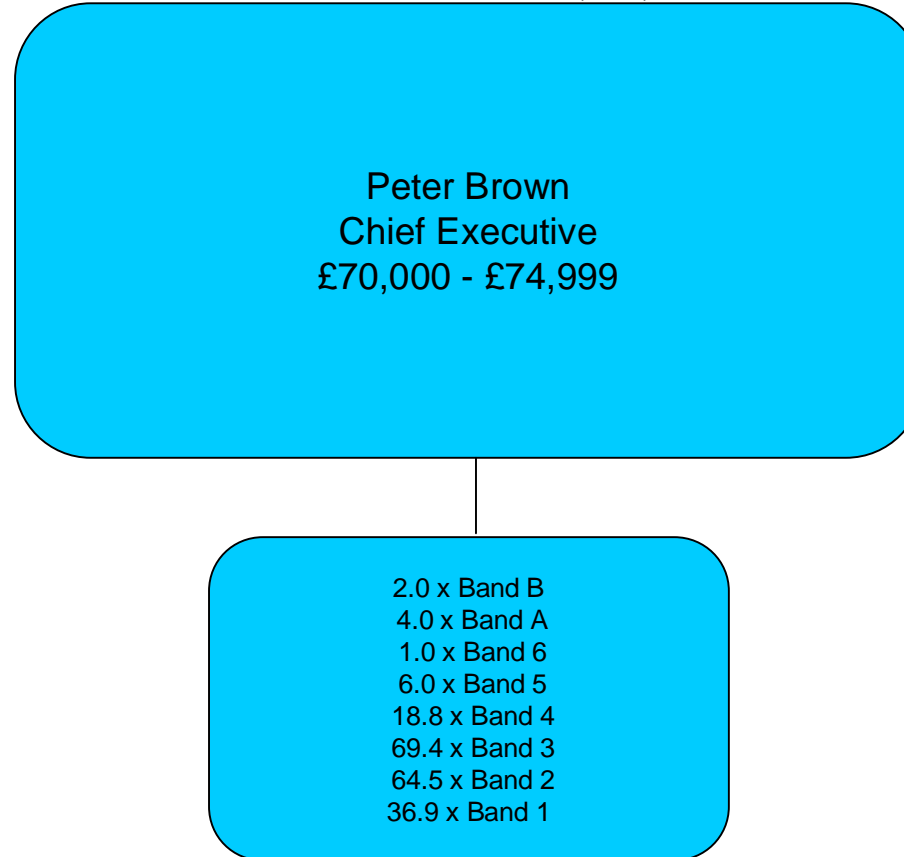 Peter Brown
Chief Executive
£70,000 - £74,999
2.0 x Band B
4.0 x Band A
1.0 x Band 6
6.0 x Band 5
18.8 x Band 4
69.4 x Band 3
64.5 x Band 2
36.9 x Band 1